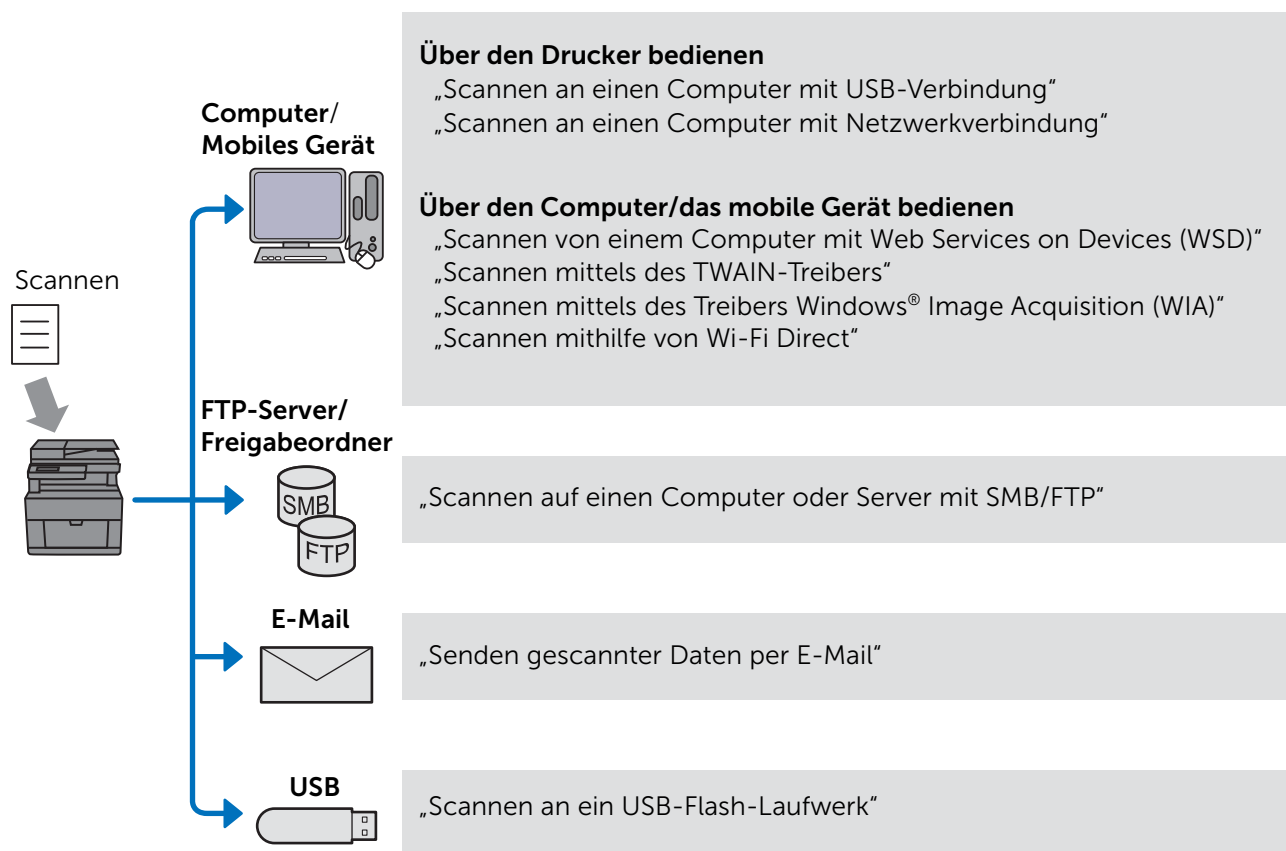 Über den Drucker bedienen
„Scannen an einen Computer mit USB-Verbindung“
„Scannen an einen Computer mit Netzwerkverbindung“
Computer/
Mobiles Gerät
Über den Computer/das mobile Gerät bedienen
„Scannen von einem Computer mit Web Services on Devices (WSD)“
„Scannen mittels des TWAIN-Treibers“
„Scannen mittels des Treibers Windows® Image Acquisition (WIA)“
„Scannen mithilfe von Wi-Fi Direct“
Scannen
FTP-Server/
Freigabeordner
SMB
FTP
„Scannen auf einen Computer oder Server mit SMB/FTP“
E-Mail
„Senden gescannter Daten per E-Mail“
USB
„Scannen an ein USB-Flash-Laufwerk“